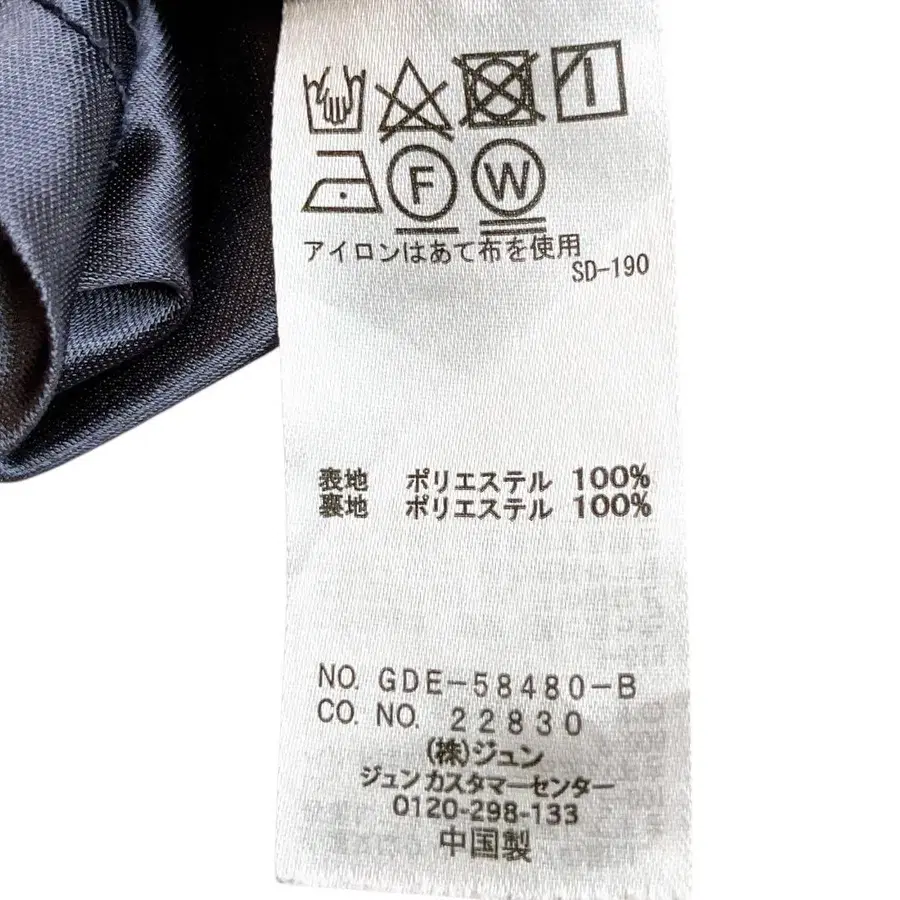 F W
アイロンはあて布を使用
SD-190
表地 ポリエステル 100%
裏地 ポリエステル 100%
NO. GDE-58480-B
CO. NO. 22830
(株)ジュン
ジュンカスタマーセンター
0120-298-133
中国製